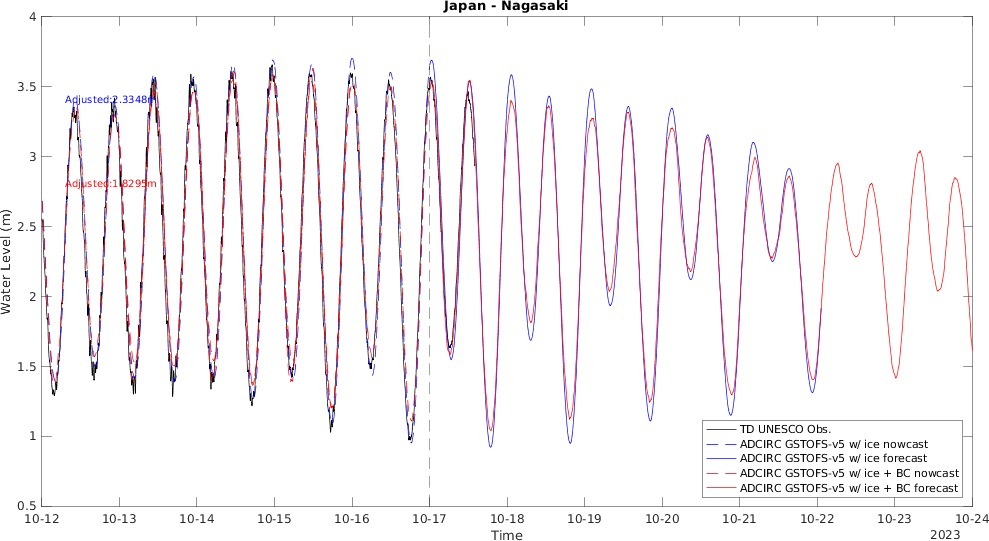 Japan - Nagasaki
4
3.5
3
2.5
2
1.5
1
0.5
Water Level (m)
Adjusted:2.3348m
Adjusted:1.8295m
TD UNESCO Obs.
ADCIRC GSTOFS-v5 w/ ice nowcast
ADCIRC GSTOFS-v5 w/ ice forecast
ADCIRC GSTOFS-v5 w/ ice + BC nowcast
ADCIRC GSTOFS-v5 w/ ice + BC forecast
10-12 10-13 10-14 10-15 10-16 10-17 10-18 10-19 10-20 10-21 10-22 10-23 10-24
Time
2023